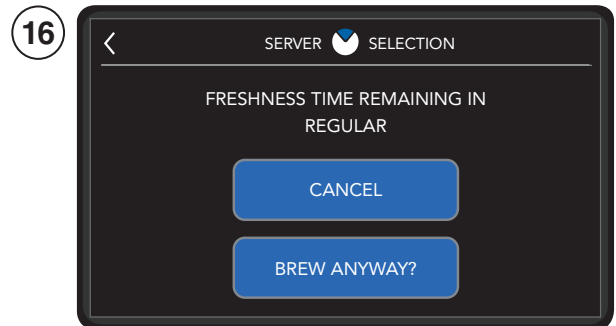 16
SERVER SELECTION
FRESHNESS TIME REMAINING IN
REGULAR
CANCEL
BREW ANYWAY?